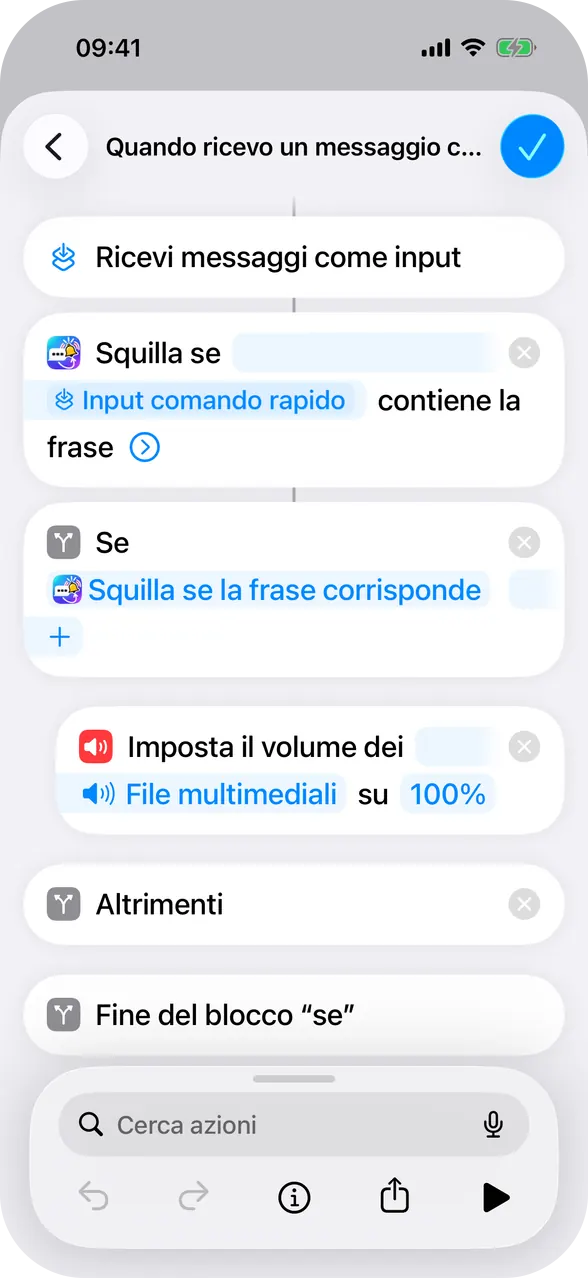 09:41
Quando ricevo un messaggio c...
Ricevi messaggi come input
Squilla se
Input comando rapido contiene la
frase
Se
Squilla se la frase corrisponde
Imposta il volume dei
File multimediali su 100%
Altrimenti
Fine del blocco “se”
Cerca azioni